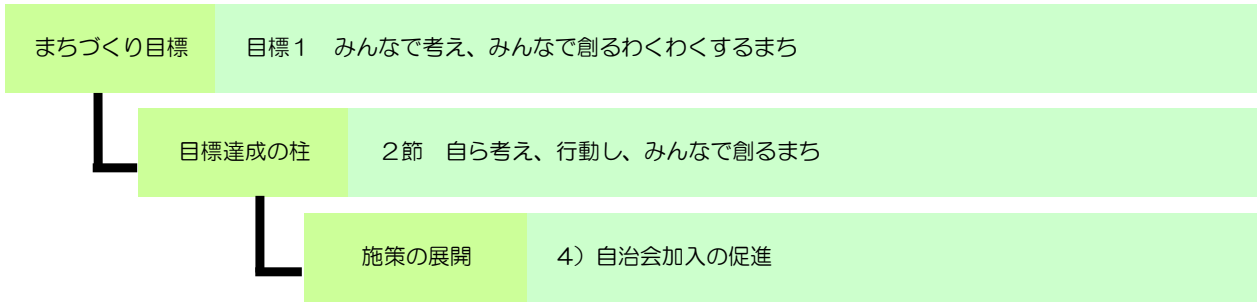 まちづくり目標　目標１　みんなで考え、みんなで創るわくわくするまち
目標達成の柱　２節　自ら考え、行動し、みんなで創るまち
施策の展開　４）自治会加入の促進